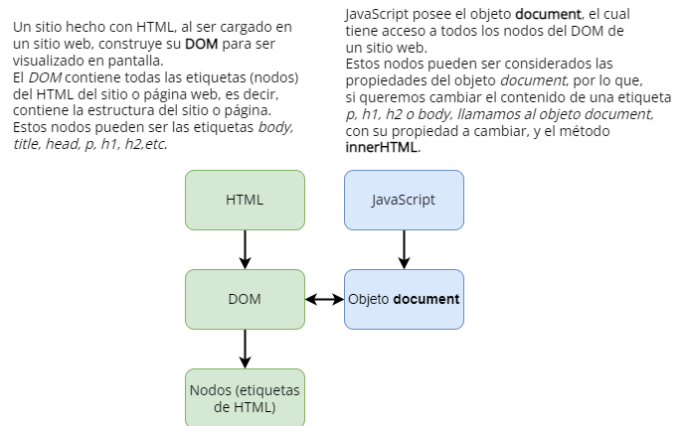 Un sitio hecho con HTML, al ser cargado en
un sitio web, construye su DOM para ser
visualizado en pantalla.
El DOM contiene todas las etiquetas (nodos)
del HTML del sitio o página web, es decir,
contiene la estructura del sitio o página.
Estos nodos pueden ser las etiquetas body,
title, head, p, h1, h2,etc.
JavaScript posee el objeto document, el cual
tiene acceso a todos los nodos del DOM de
un sitio web.
Estos nodos pueden ser considerados las
propiedades del objeto document, por lo que,
si queremos cambiar el contenido de una etiqueta
p, h1, h2 o body, llamamos al objeto document,
con su propiedad a cambiar, y el método
innerHTML.
HTML
JavaScript
DOM
Objeto document
Nodos (etiquetas
de HTML)